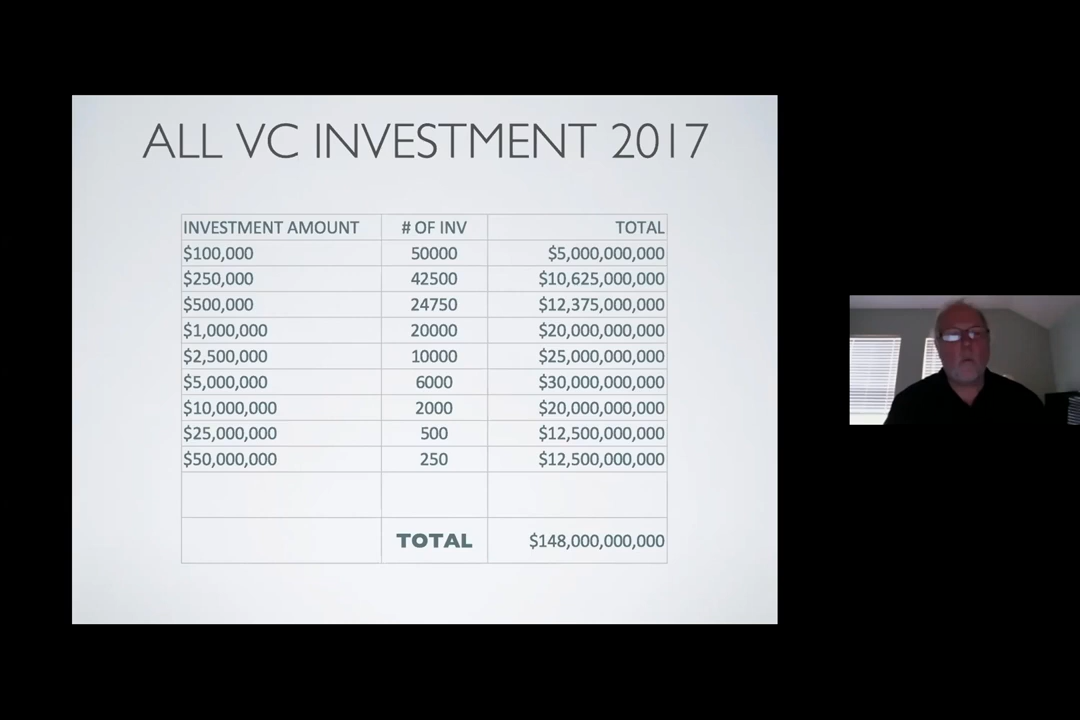 ALL VC INVESTMENT 2017
INVESTMENT AMOUNT # OF INV TOTAL
$100,000 50000 $5,000,000,000
$250,000 42500 $10,625,000,000
$500,000 24750 $12,375,000,000
$1,000,000 20000 $20,000,000,000
$2,500,000 10000 $25,000,000,000
$5,000,000 6000 $30,000,000,000
$10,000,000 2000 $20,000,000,000
$25,000,000 500 $12,500,000,000
$50,000,000 250 $12,500,000,000
TOTAL $148,000,000,000